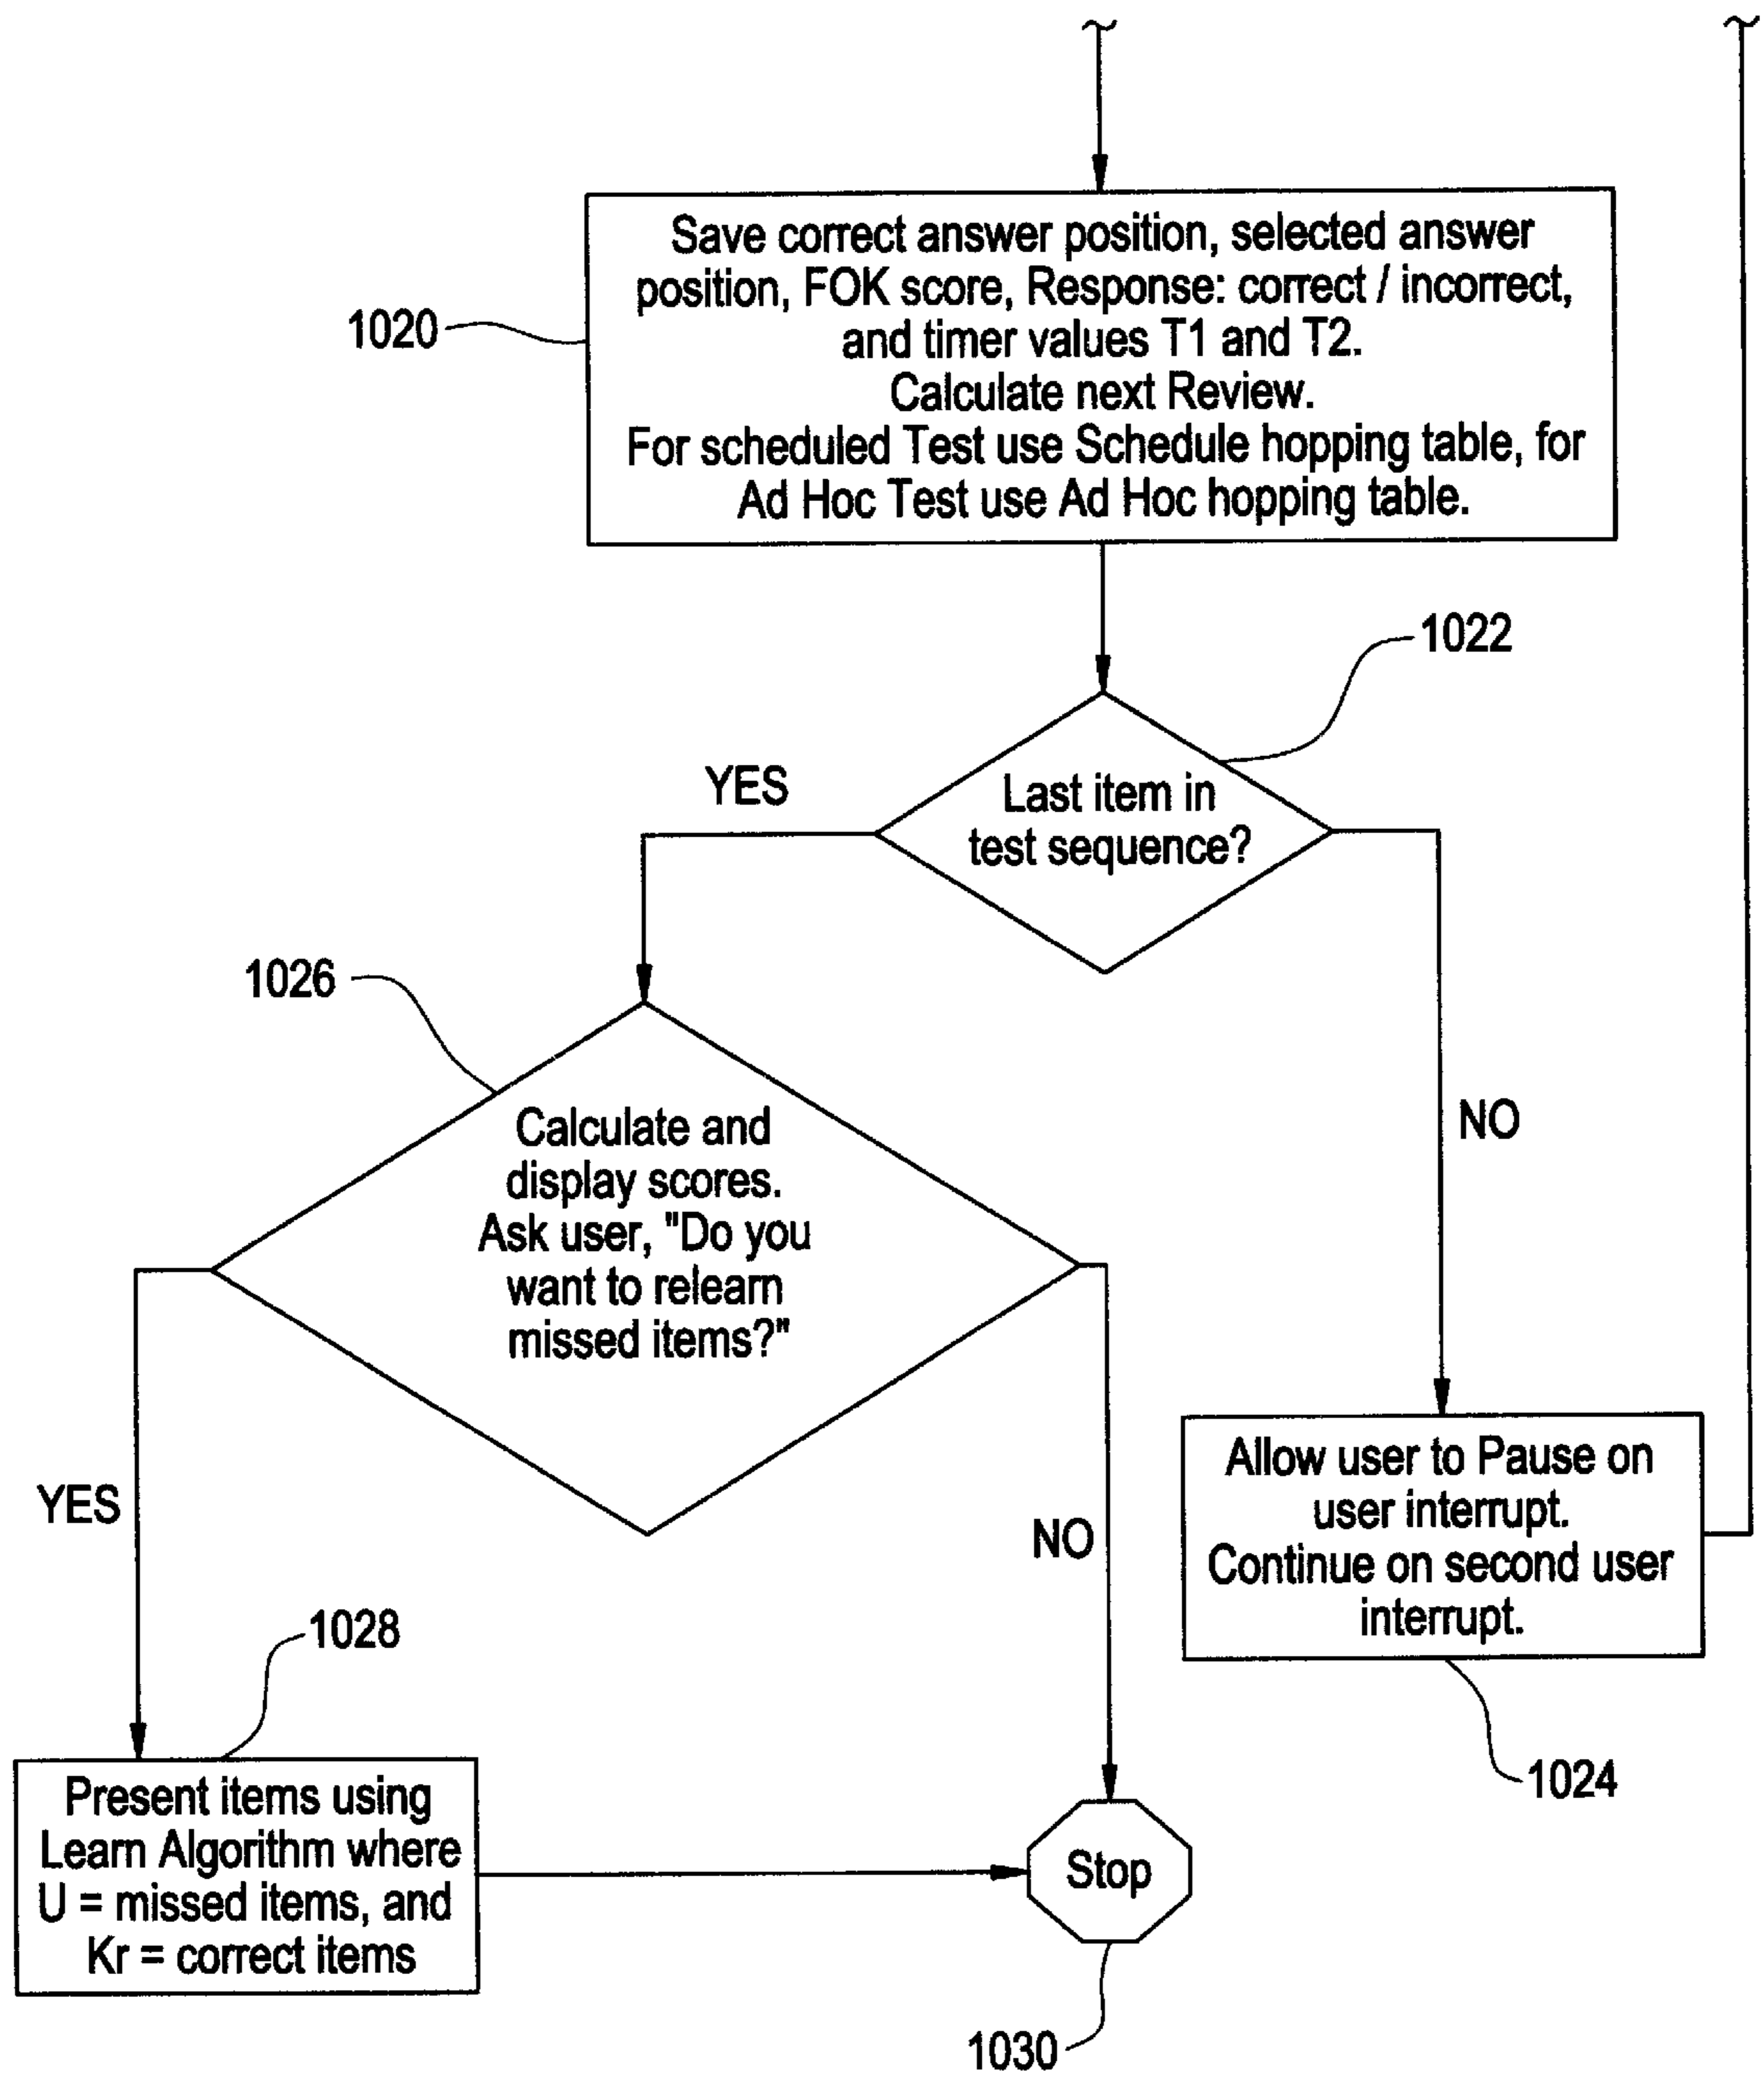 Save correct answer position, selected answer
position, FOK score, Response: correct / incorrect,
and timer values T1 and T2.
Calculate next Review.
For scheduled Test use Schedule hopping table, for
Ad Hoc Test use Ad Hoc hopping table.
1020
1022
YES
Last item in
test sequence?
1026
NO
Calculate and
display scores.
Ask user, "Do you
want to relearn
missed items?"
YES
NO
Allow user to Pause on
user interrupt.
Continue on second user
interrupt.
1028
1024
Present items using
Learn Algorithm where
U = missed items, and
Kr = correct items
Stop
1030